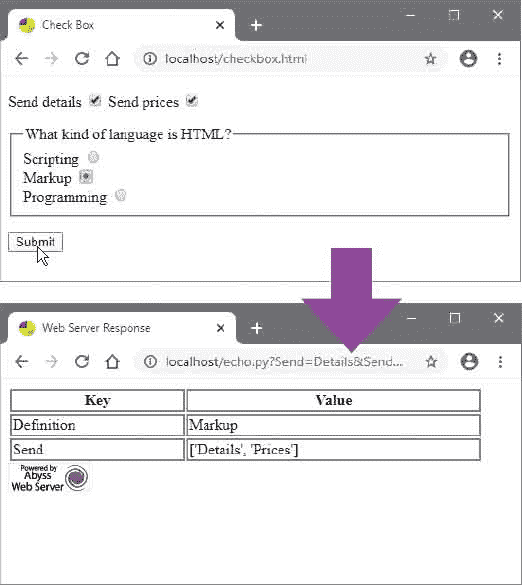 Check Box
localhost/checkbox.html
Send details Send prices
What kind of language is HTML?
Scripting
Markup
Programming
Submit
Web Server Response
localhost/echo.py?Send=Details&Send...
Key Value
Definition Markup
Send ['Details', 'Prices']
Powered by
Abyss
Web Server